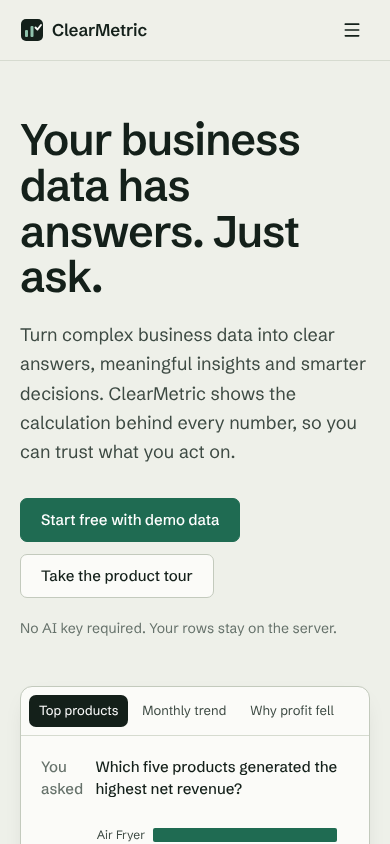 ClearMetric
Your business
data has
answers. Just
ask.
Turn complex business data into clear
answers, meaningful insights and smarter
decisions. ClearMetric shows the
calculation behind every number, so you
can trust what you act on.
Start free with demo data
Take the product tour
No AI key required. Your rows stay on the server.
Top products Monthly trend Why profit fell
You asked
Which five products generated the
highest net revenue?
Air Fryer